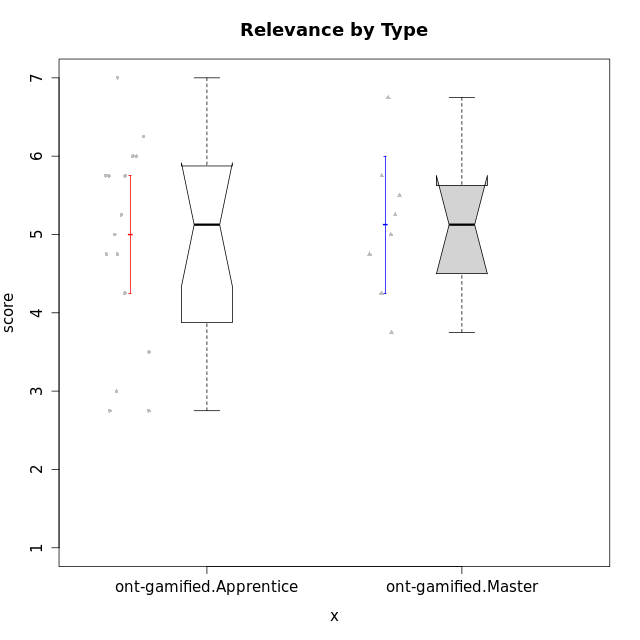 Relevance by Type
7
6
5
4
3
2
1
score
ont-gamified.Apprentice
ont-gamified.Master
x